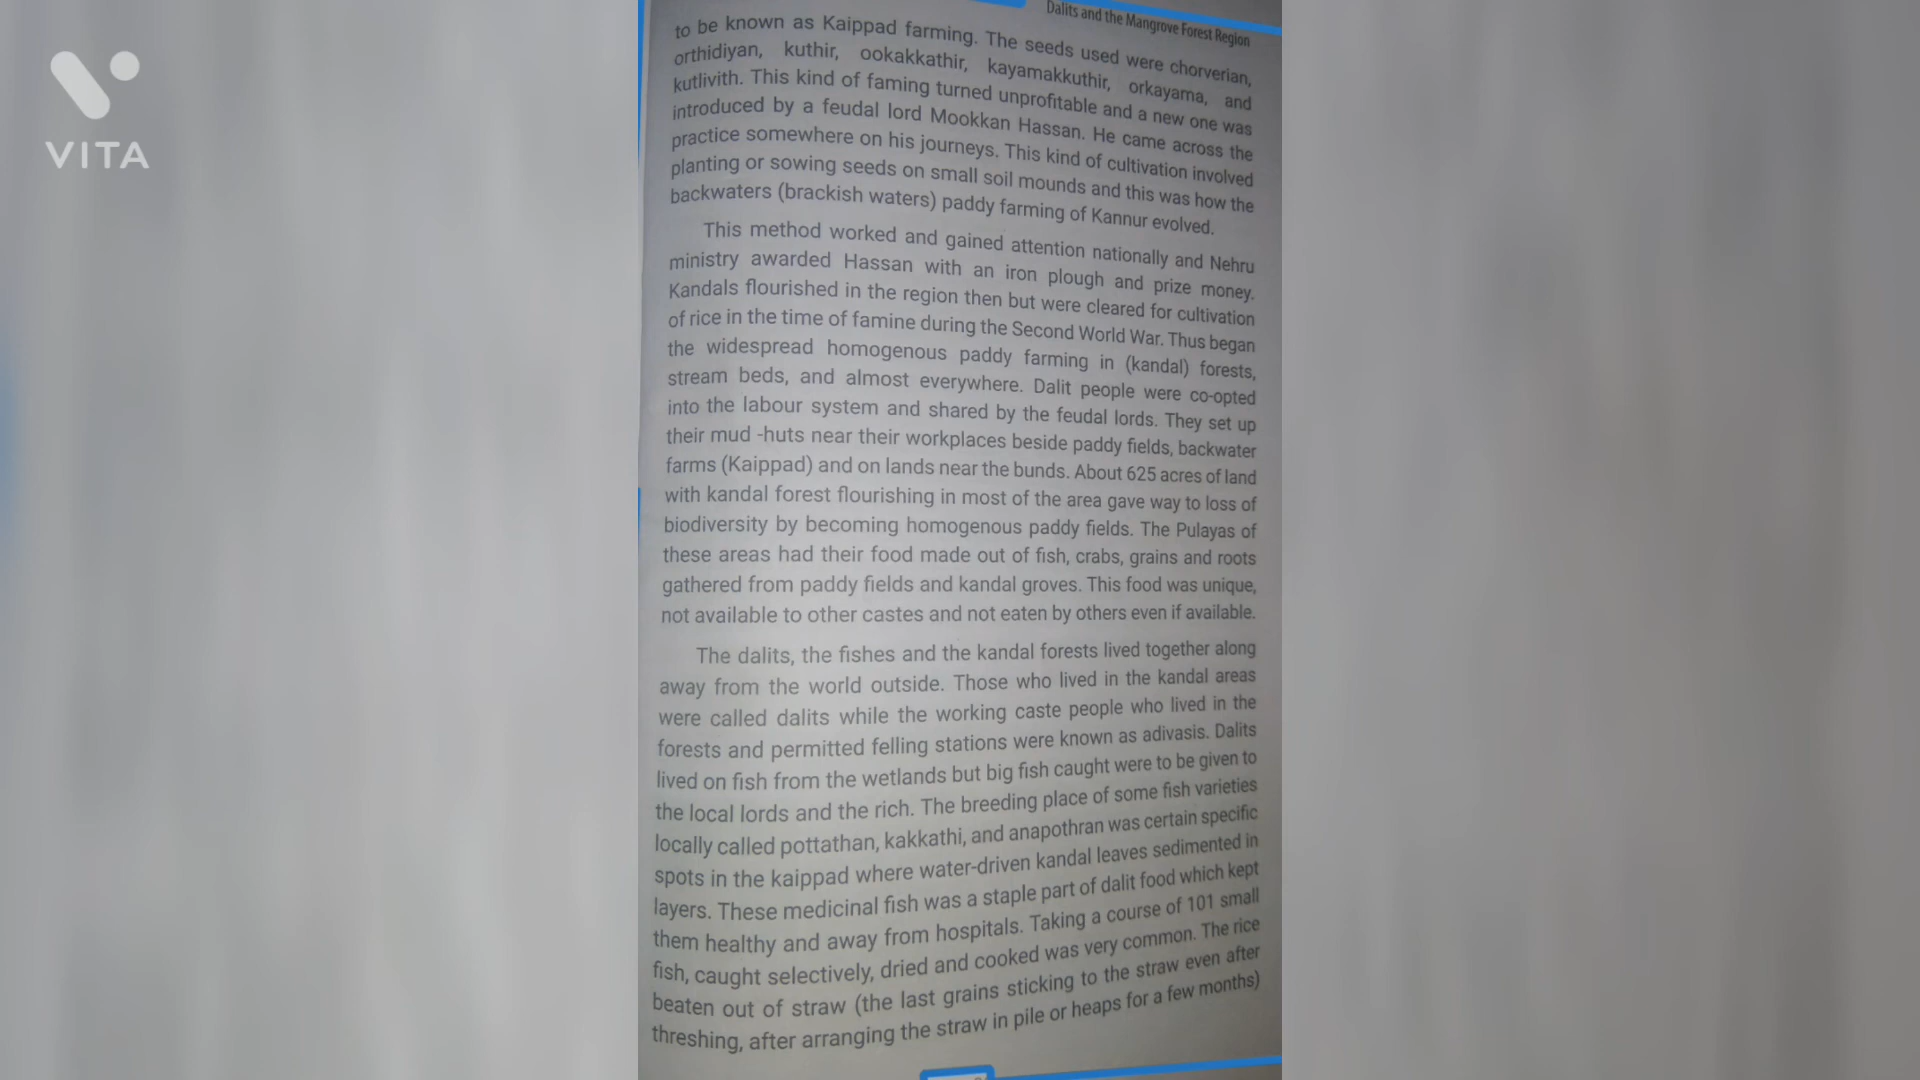 VITA
Dalits and the Mangrove Forest Region
to be known as Kaippad farming. The seeds used were chorverian,
orthidiyan, kuthir, ookakkathir, kayamakkuthir, orkayama, and
kutlivith. This kind of faming turned unprofitable and a new one was
introduced by a feudal lord Mookkan Hassan. He came across the
practice somewhere on his journeys. This kind of cultivation involved
planting or sowing seeds on small soil mounds and this was how the
backwaters (brackish waters) paddy farming of Kannur evolved.
This method worked and gained attention nationally and Nehru
ministry awarded Hassan with an iron plough and prize money.
Kandals flourished in the region then but were cleared for cultivation
of rice in the time of famine during the Second World War. Thus began
the widespread homogenous paddy farming in (kandal) forests,
stream beds, and almost everywhere. Dalit people were co-opted
into the labour system and shared by the feudal lords. They set up
their mud -huts near their workplaces beside paddy fields, backwater
farms (Kaippad) and on lands near the bunds. About 625 acres of land
with kandal forest flourishing in most of the area gave way to loss of
biodiversity by becoming homogenous paddy fields. The Pulayas of
these areas had their food made out of fish, crabs, grains and roots
gathered from paddy fields and kandal groves. This food was unique,
not available to other castes and not eaten by others even if available.
The dalits, the fishes and the kandal forests lived together along
away from the world outside. Those who lived in the kandal areas
were called dalits while the working caste people who lived in the
forests and permitted felling stations were known as adivasis. Dalits
lived on fish from the wetlands but big fish caught were to be given to
the local lords and the rich. The breeding place of some fish varieties
locally called pottathan, kakkathi, and anapothran was certain specific
spots in the kaippad where water-driven kandal leaves sedimented in
layers. These medicinal fish was a staple part of dalit food which kept
them healthy and away from hospitals. Taking a course of 101 small
fish, caught selectively, dried and cooked was very common. The rice
beaten out of straw (the last grains sticking to the straw even after
threshing, after arranging the straw in pile or heaps for a few months)